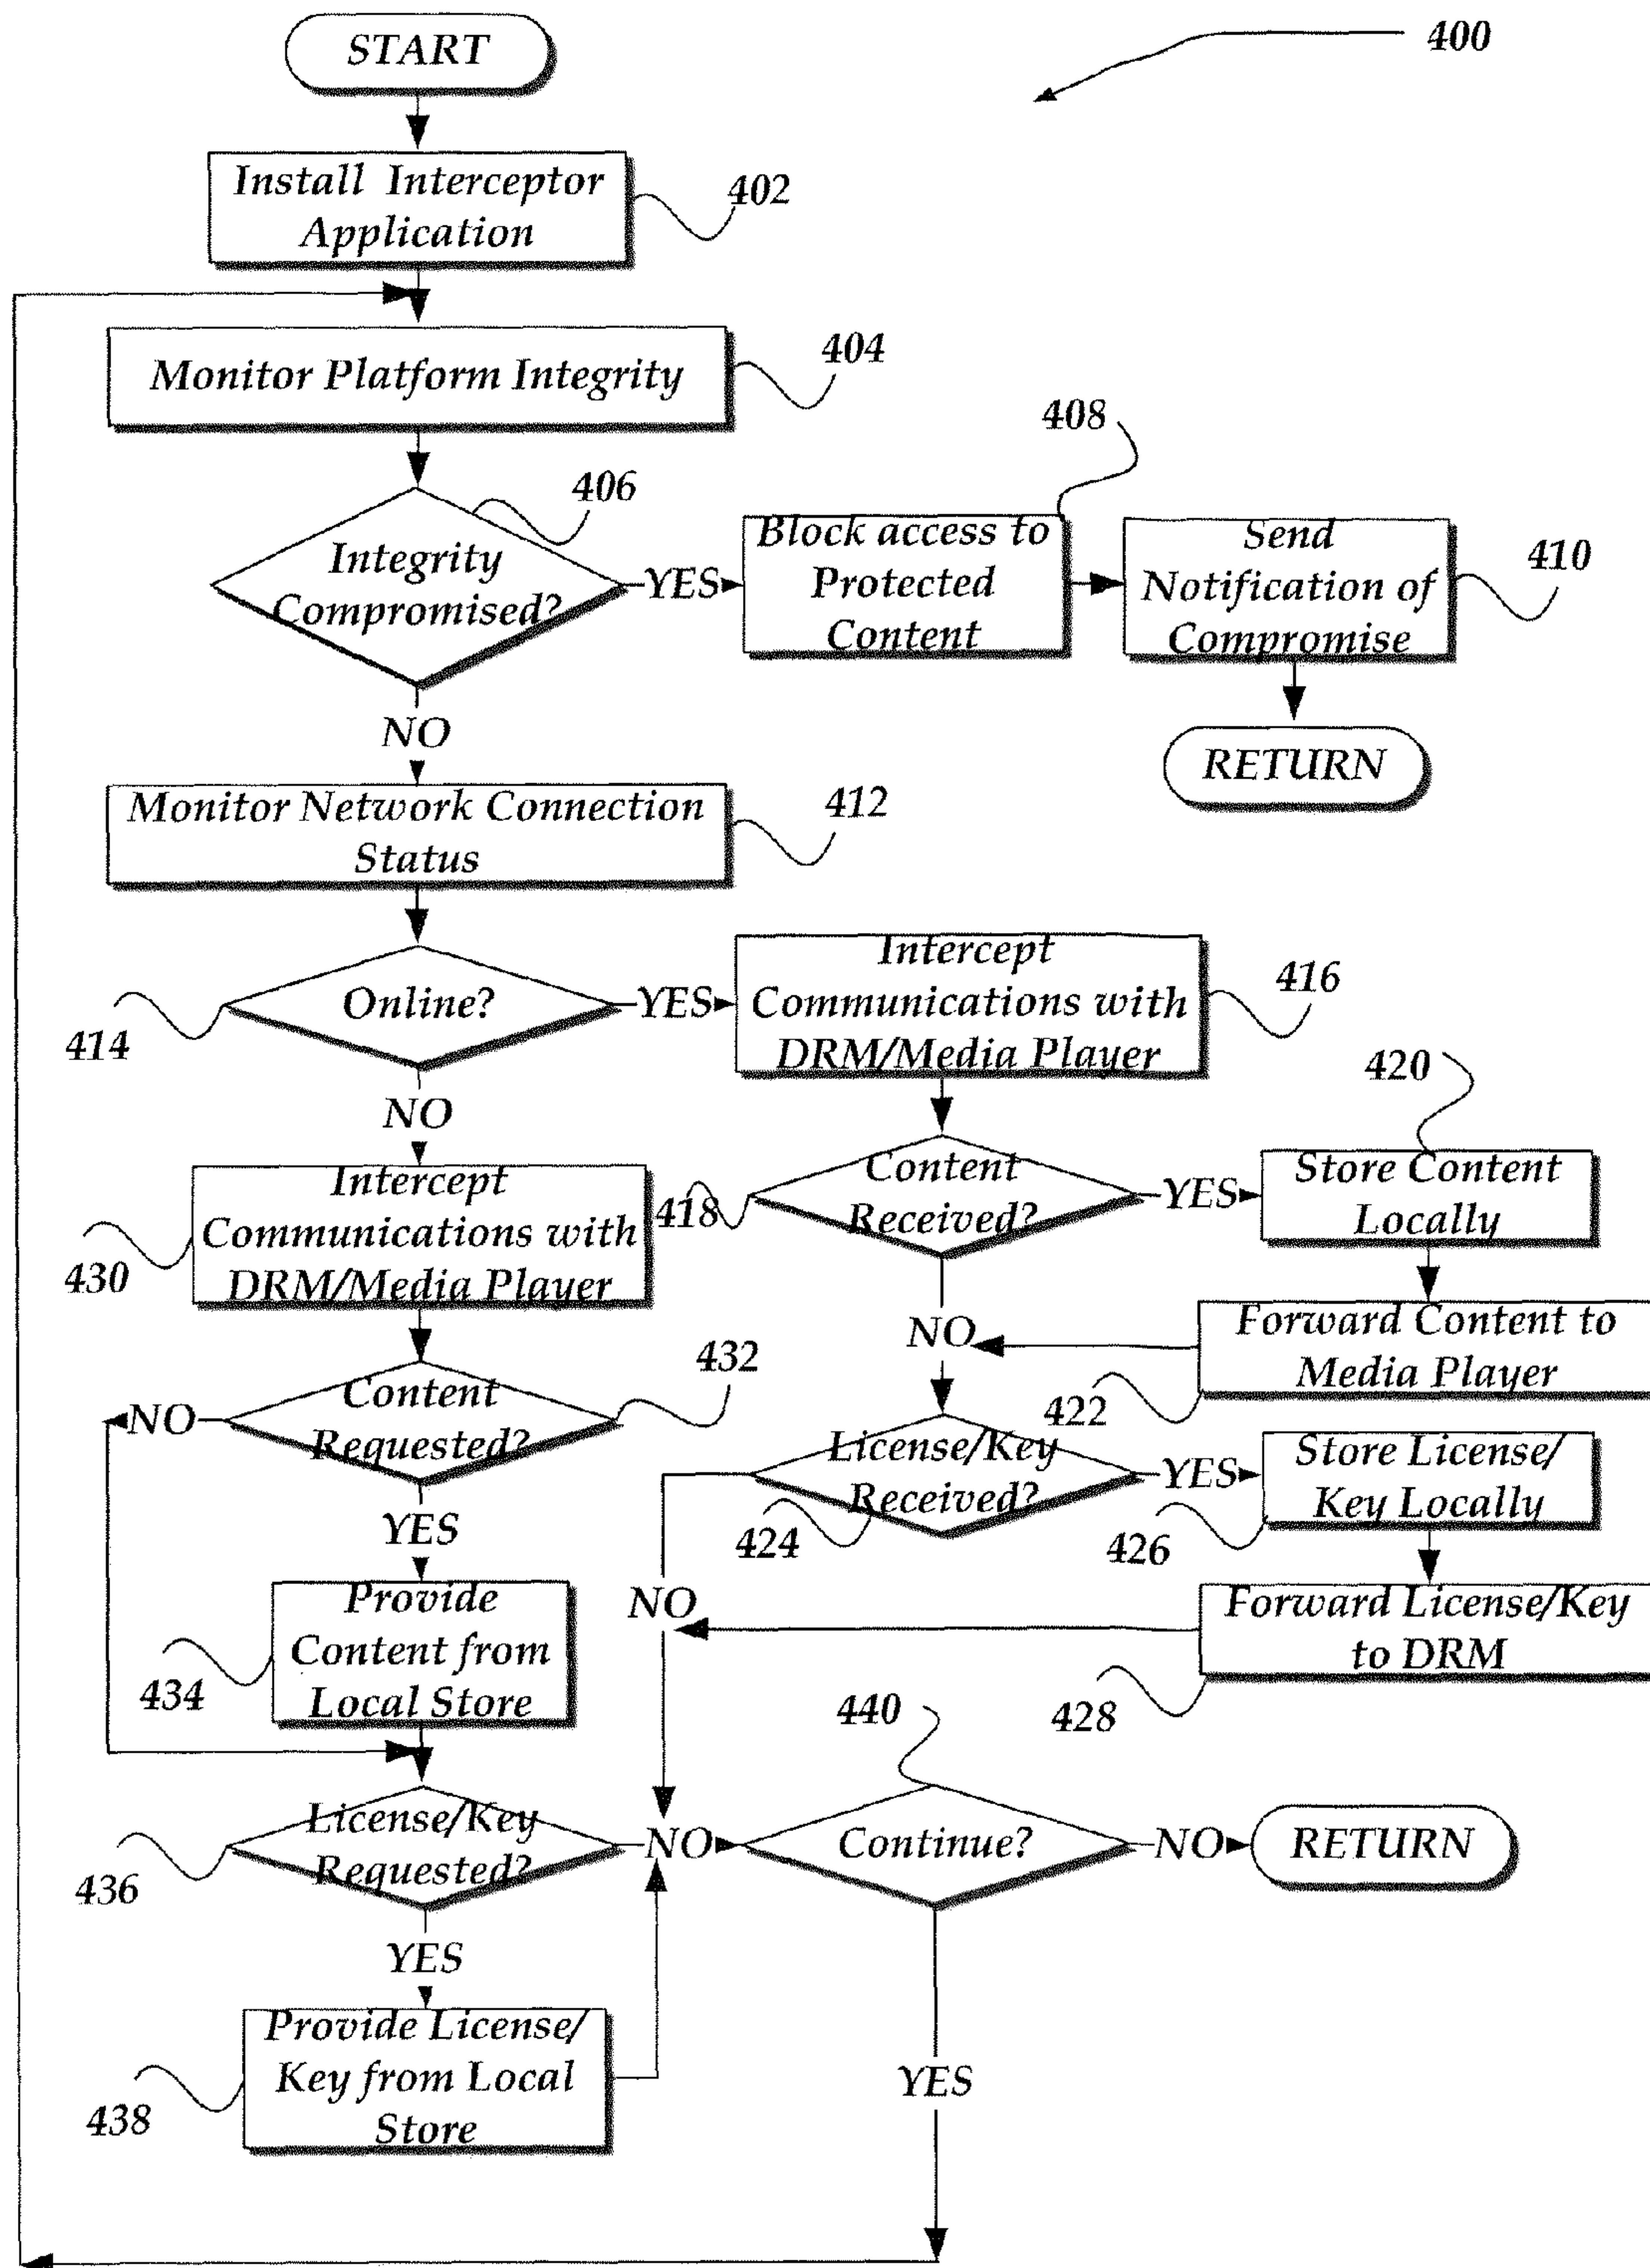 START
400
Install Interceptor
Application
402
Monitor Platform Integrity
404
406
Integrity
Compromised?
YES
408
Block access to
Protected
Content
Send
Notification of
Compromise
410
NO
RETURN
Monitor Network Connection
Status
412
Online?
414
YES
Intercept
Communications with
DRM/Media Player
416
NO
420
Content
Received?
418
YES
Store Content
Locally
Intercept
Communications with
DRM/Media Player
430
NO
Forward Content to
Media Player
422
432
Content
Requested?
NO
License/Key
Received?
424
YES
Store License/
Key Locally
426
YES
Provide
Content from
Local Store
434
NO
Forward License/Key
to DRM
428
440
License/Key
Requested?
436
NO
Continue?
NO
RETURN
YES
Provide License/
Key from Local
Store
438
YES